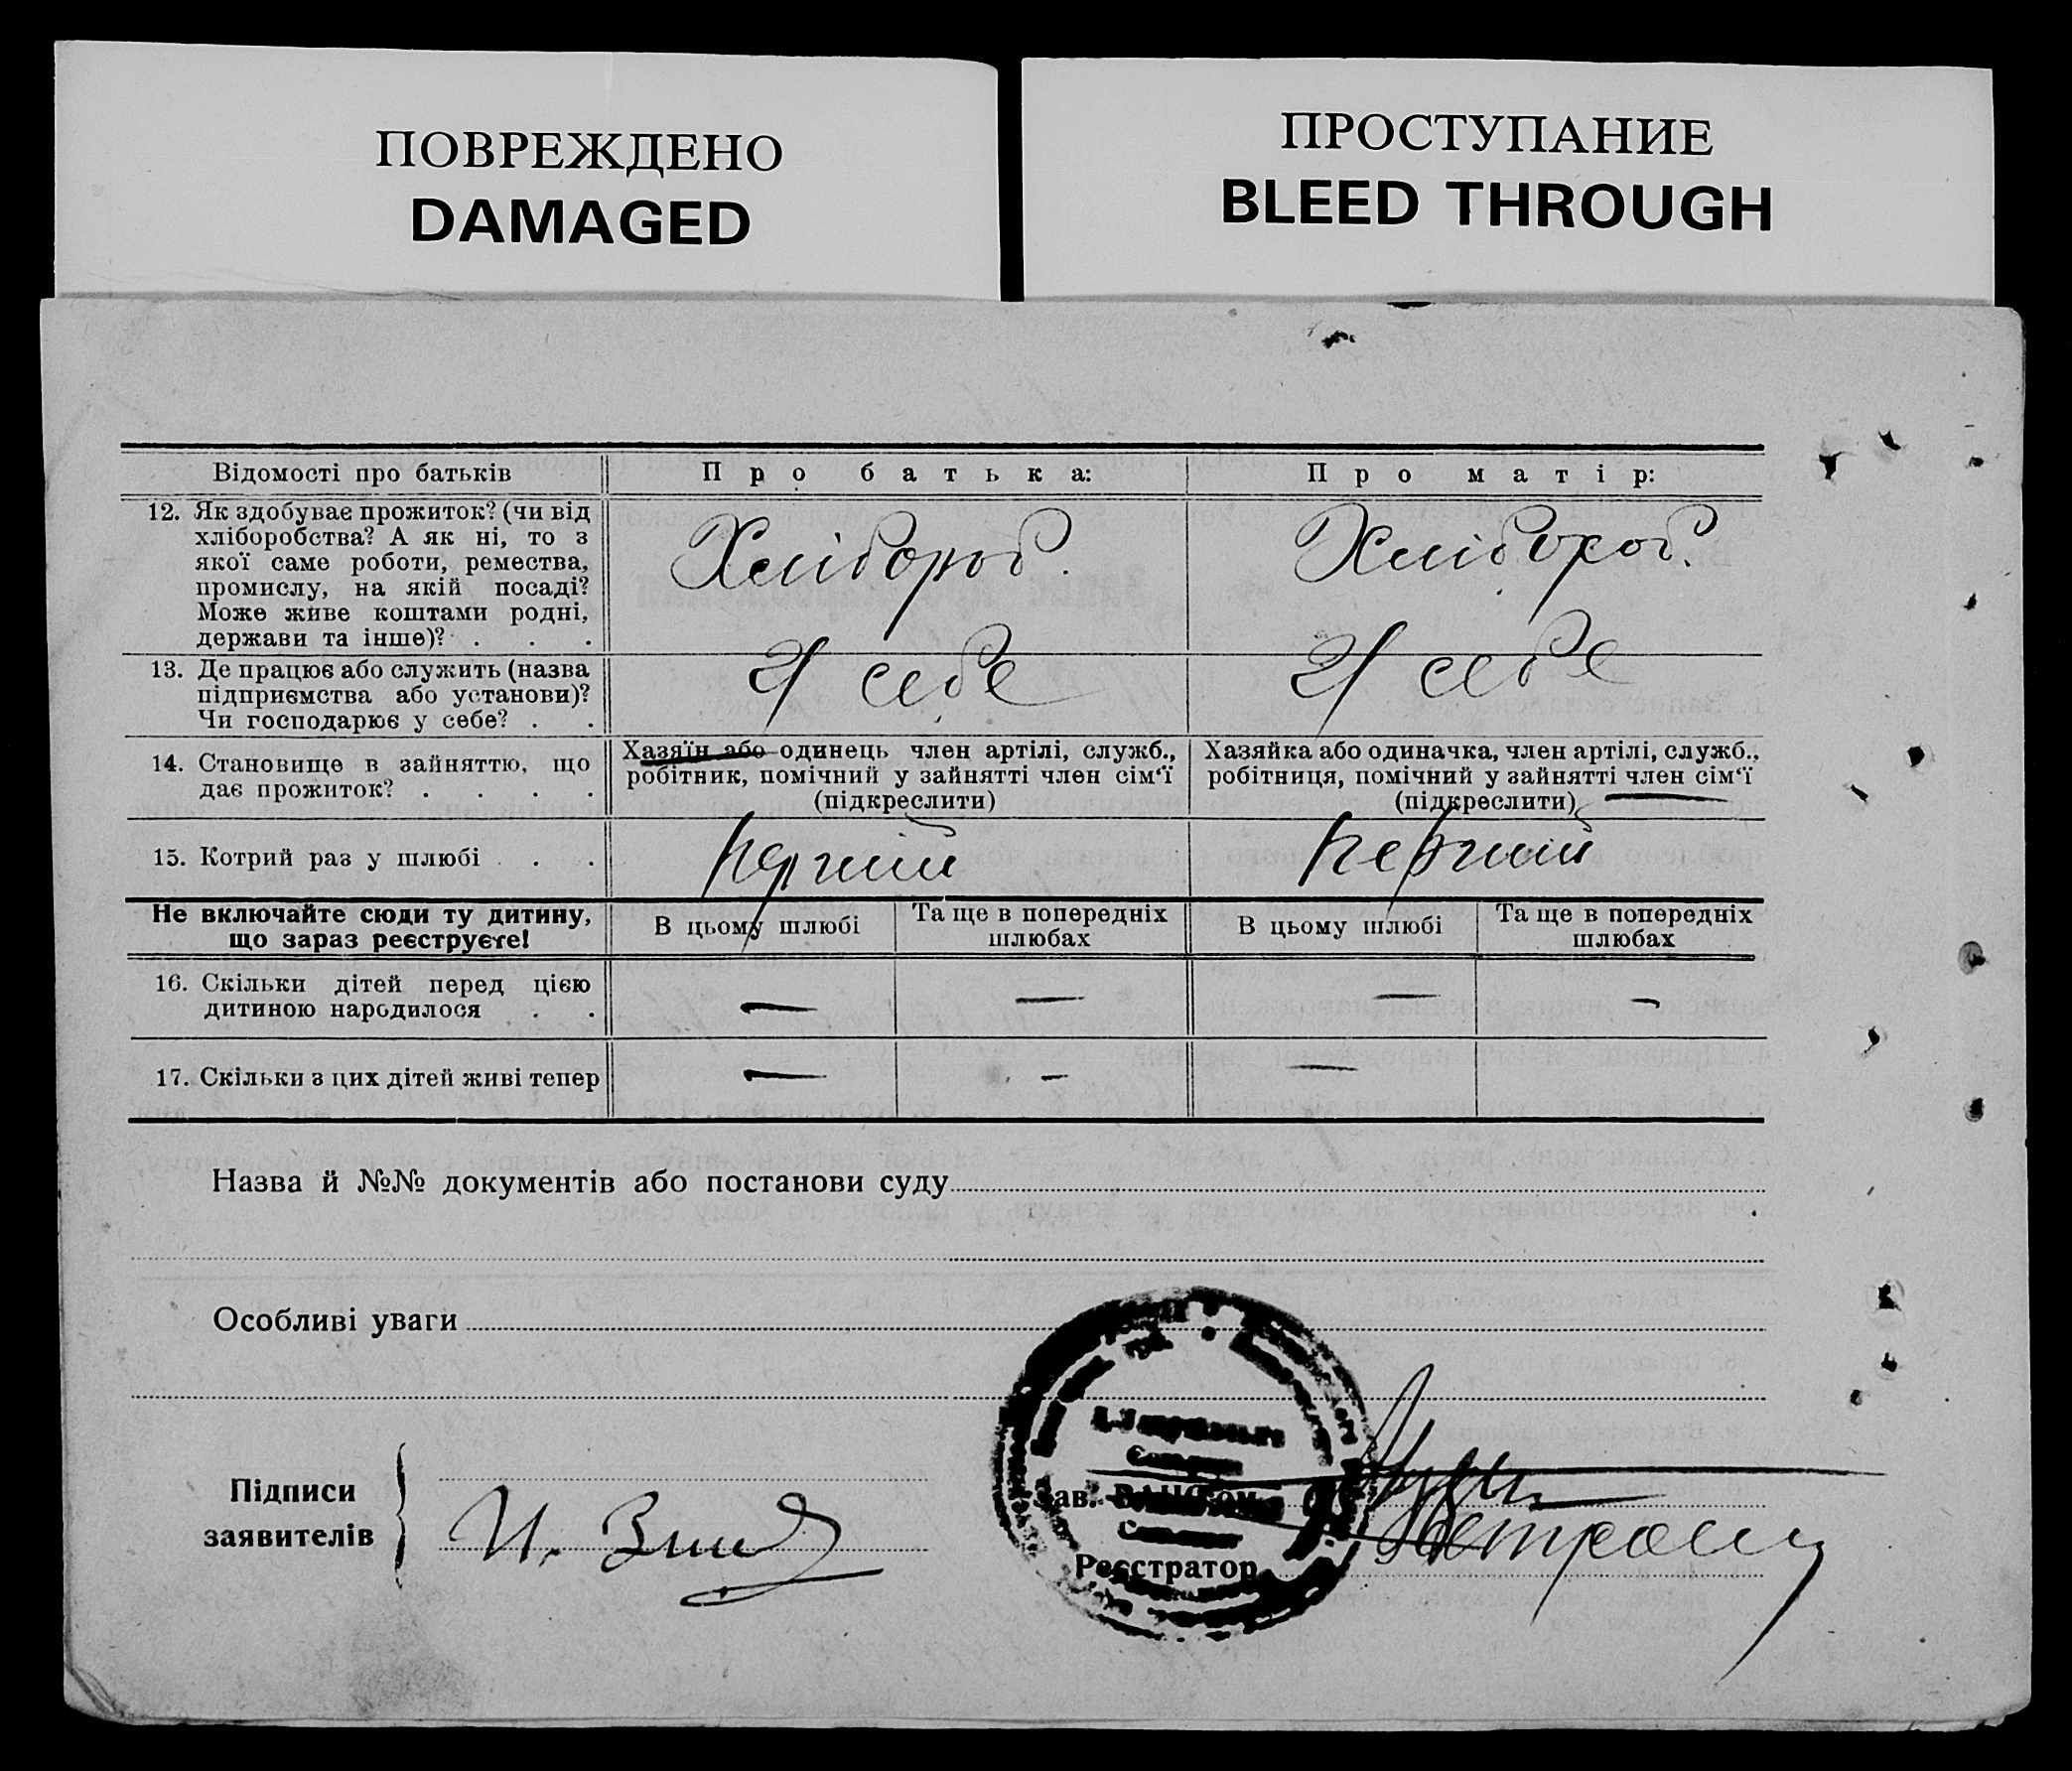 ПОВРЕЖДЕНО
DAMAGED
ПРОСТУПАНИЕ
BLEED THROUGH
Відомості про батьків
Про батька:
Про матір:
12. Як здобуває прожиток? (чи від
хліборобства? А як ні, то з
якої саме роботи, ремества,
промислу, на якій посаді?
Може живе коштами родні,
держави та інше)? . . .
Хлібороб.
Хлібороб.
13. Де працює або служить (назва
підприємства або установи)?
Чи господарює у себе? . .
У себе
У себе
14. Становище в зайняттю, що
дає прожиток? . . . .
Хазяїн або одинець член артілі, служб.,
робітник, помічний у зайнятті член сім'ї
(підкреслити)
Хазяйка або одиначка, член артілі, служб.,
робітниця, помічний у зайнятті член сім'ї
(підкреслити)
15. Котрий раз у шлюбі . . .
перший
перший
Не включайте сюди ту дитину,
що зараз реєструєте!
В цьому шлюбі
Та ще в попередніх
шлюбах
В цьому шлюбі
Та ще в попередніх
шлюбах
16. Скільки дітей перед цією
дитиною народилося . .
— — — —
17. Скільки з цих дітей живі тепер
— — —
Назва й №№ документів або постанови суду
Особливі уваги
Підписи
заявителів
И.
Зав.
Реєстратор